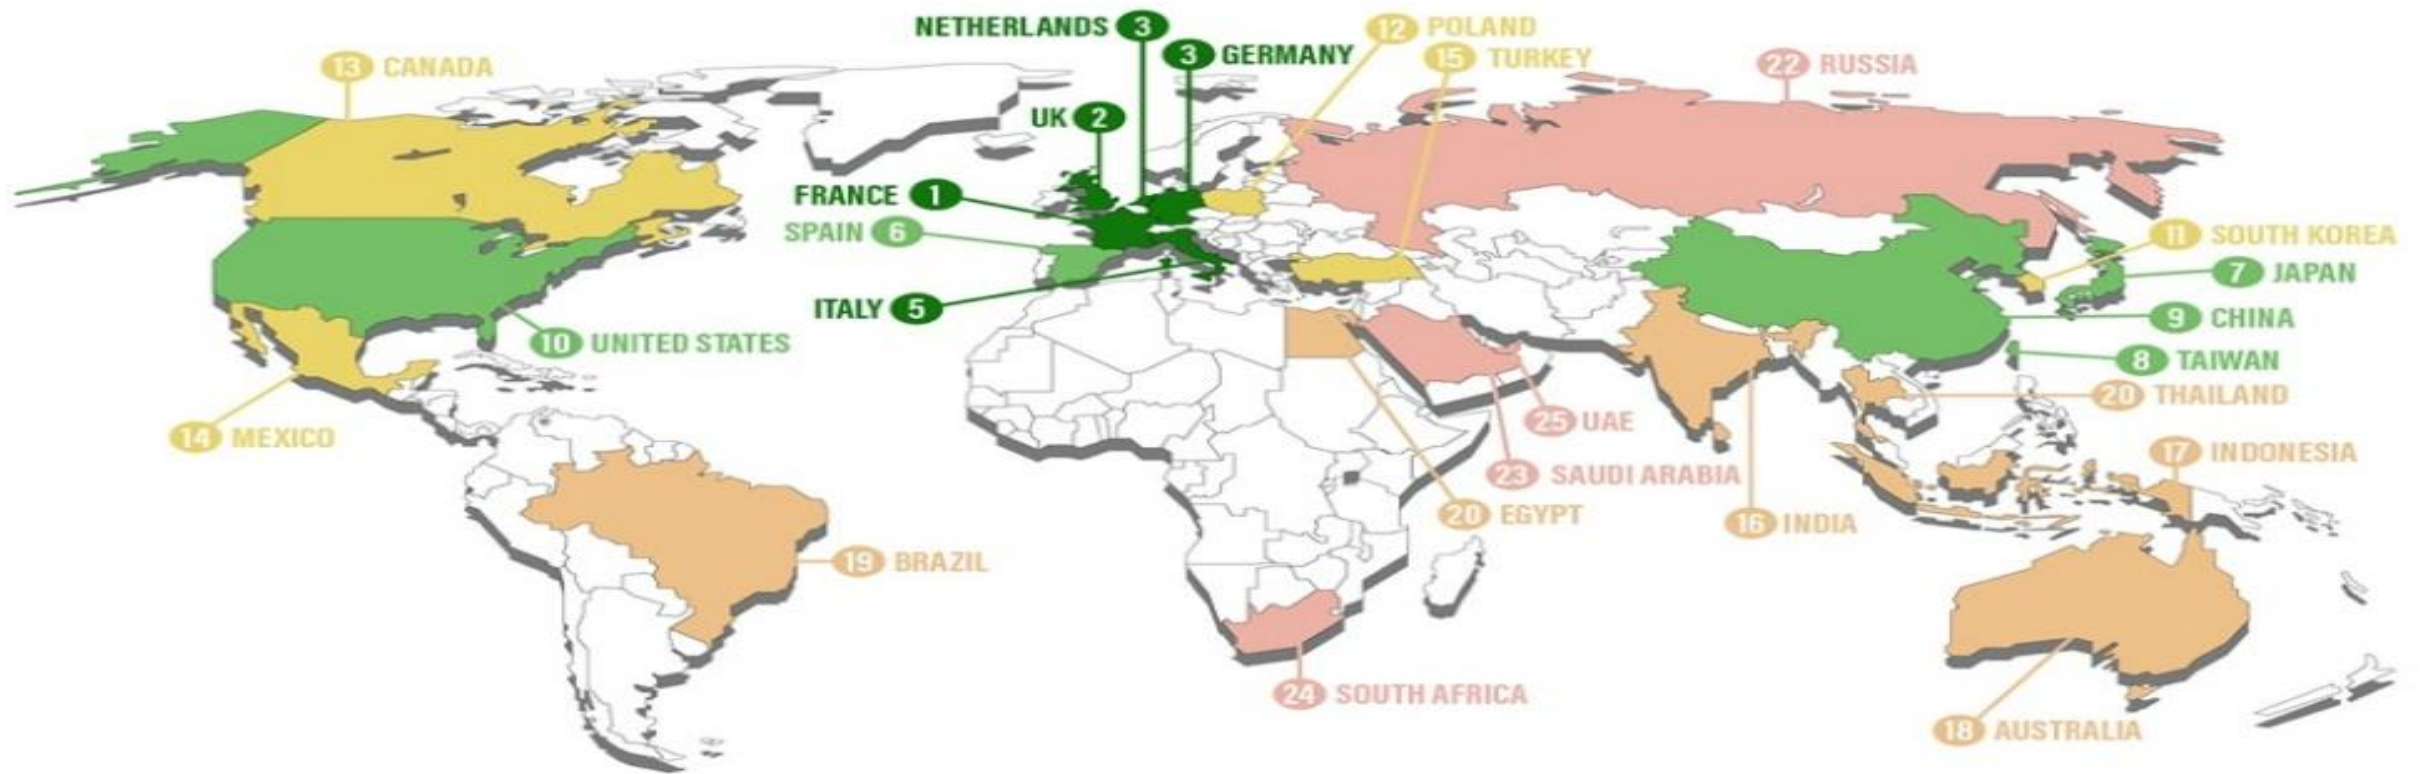 NETHERLANDS 3
12 POLAND
3 GERMANY
15 TURKEY
13 CANADA
22 RUSSIA
UK 2
FRANCE 1
SPAIN 6
11 SOUTH KOREA
7 JAPAN
ITALY 5
9 CHINA
10 UNITED STATES
8 TAIWAN
20 THAILAND
25 UAE
14 MEXICO
17 INDONESIA
23 SAUDI ARABIA
20 EGYPT
16 INDIA
19 BRAZIL
24 SOUTH AFRICA
18 AUSTRALIA